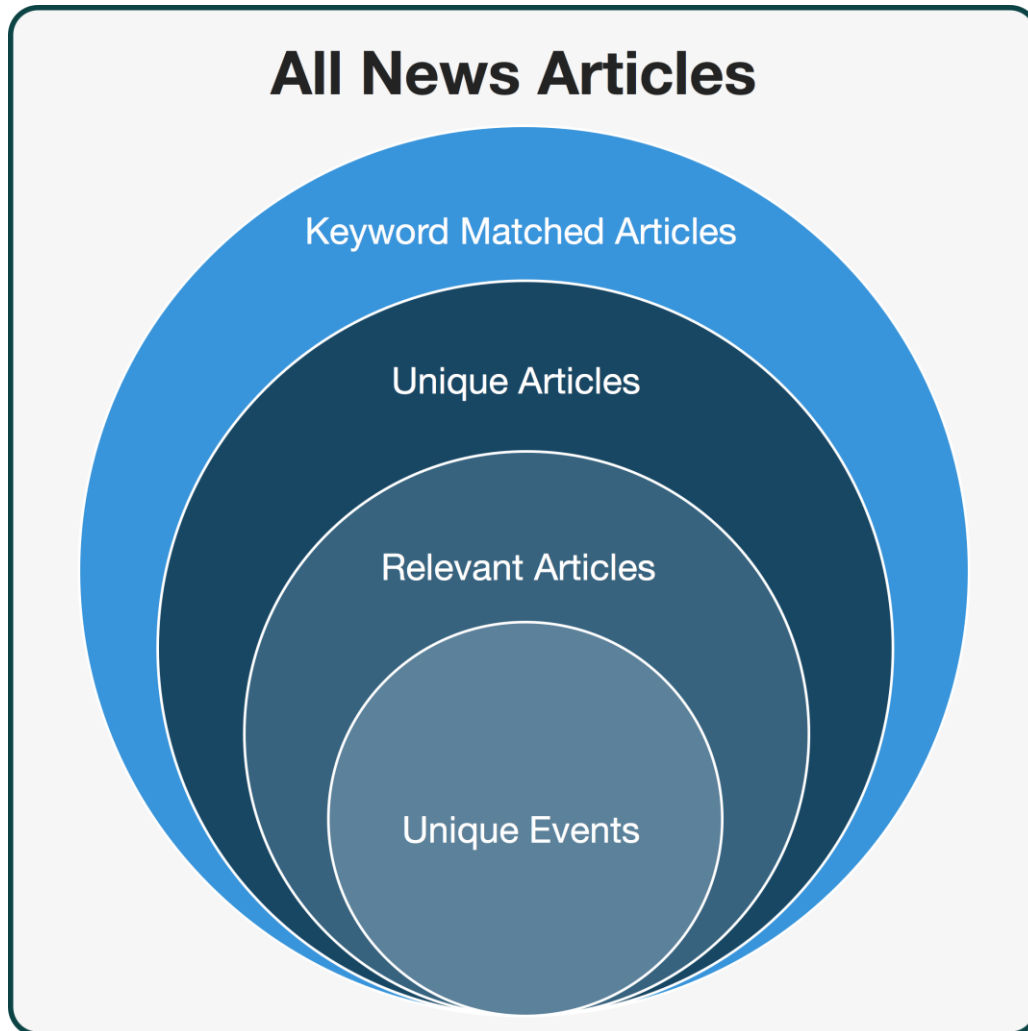 All News Articles
Keyword Matched Articles
Unique Articles
Relevant Articles
Unique Events